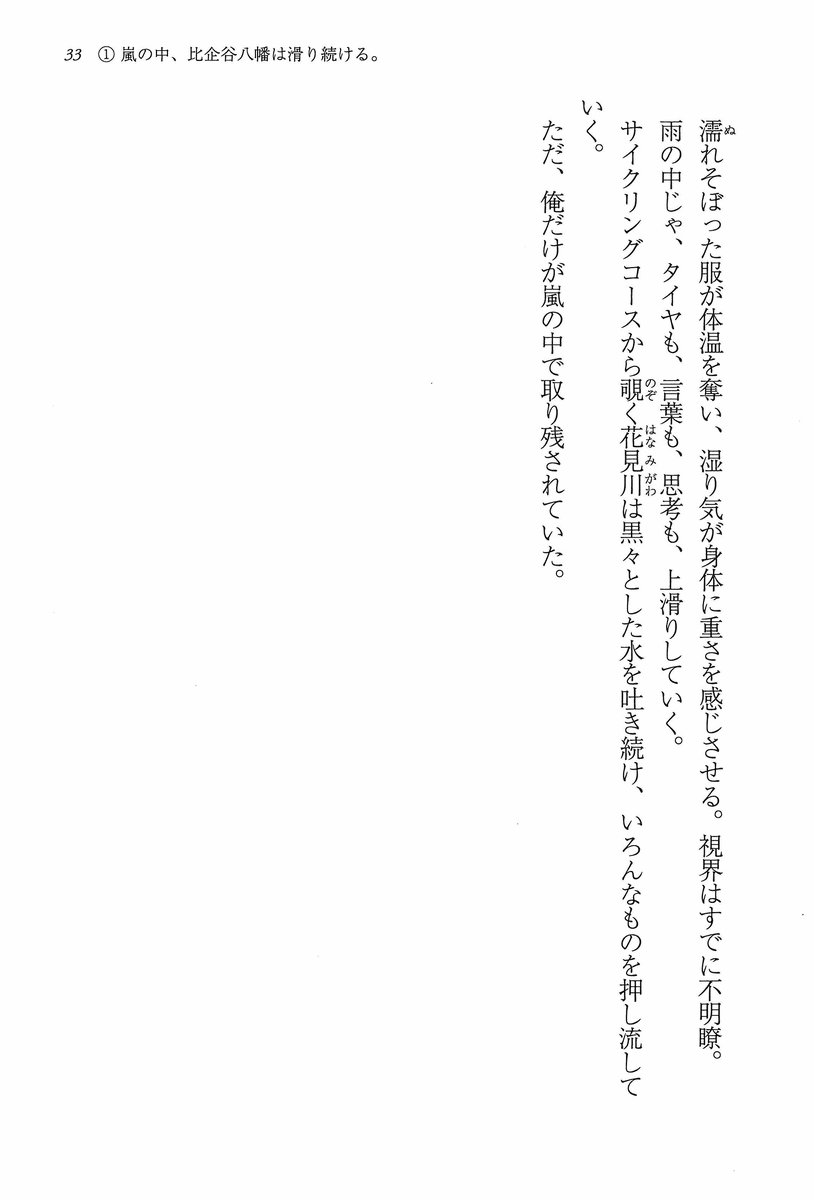 33 ① 嵐の中、比企谷八幡は滑り続ける。
濡れそぼった服が体温を奪い、湿り気が身体に重さを感じさせる。視界はすでに不明瞭。
雨の中じゃ、タイヤも、言葉も、思考も、上滑りしていく。
サイクリングコースから覗く花見川は黒々とした水を吐き続け、いろんなものを押し流して
いく。
ただ、俺だけが嵐の中で取り残されていた。